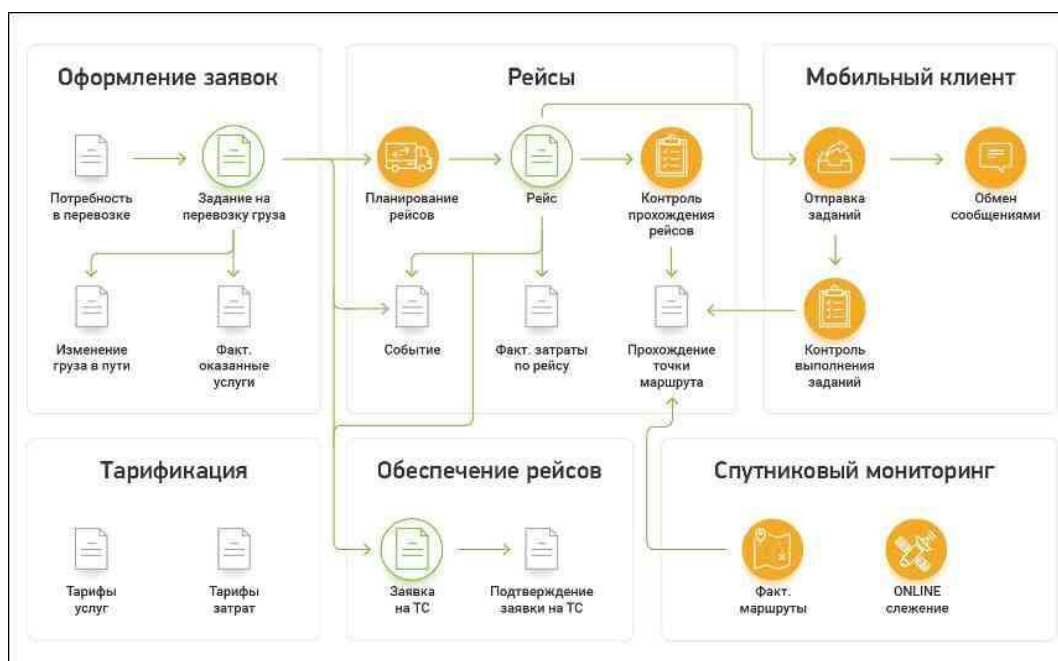 Оформление заявок
Потребность
в перевозке
Задание на
перевозку груза
Изменение
груза в пути
Факт.
оказанные
услуги
Рейсы
Планирование
рейсов
Рейс
Контроль
прохождения
рейсов
Событие
Факт. затраты
по рейсу
Прохождение
точки
маршрута
Мобильный клиент
Отправка
заданий
Обмен
сообщениями
Контроль
выполнения
заданий
Тарификация
Тарифы
услуг
Тарифы
затрат
Обеспечение рейсов
Заявка
на ТС
Подтверждение
заявки на ТС
Спутниковый мониторинг
Факт.
маршруты
ONLINE
слежение